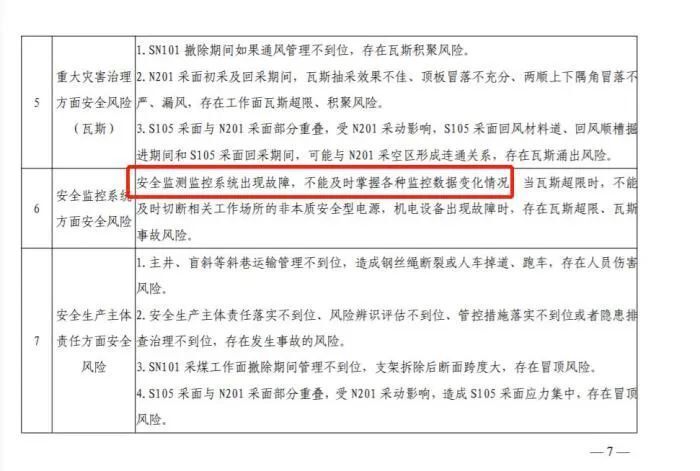 1.SN101 撤除期间如果通风管理不到位，存在瓦斯积聚风险。
5
重大灾害治理
方面安全风险
（瓦斯）
2.N201 采面初采及回采期间，瓦斯抽采效果不佳、顶板冒落不充分、两顺上下隅角冒落不
严、漏风，存在工作面瓦斯超限、积聚风险。
3.S105 采面与 N201 采面部分重叠，受 N201 采动影响，S105 采面回风材料道、回风顺槽掘
进期间和 S105 采面回采期间，可能与 N201 采空区形成连通关系，存在瓦斯涌出风险。
6
安全监控系统
方面安全风险
安全监测监控系统出现故障，不能及时掌握各种监控数据变化情况，当瓦斯超限时，不能
及时切断相关工作场所的非本质安全型电源，机电设备出现故障时，存在瓦斯超限、瓦斯
事故风险。
7
安全生产主体
责任方面安全
风险
1.主井、盲斜等斜巷运输管理不到位，造成钢丝绳断裂或人车掉道、跑车，存在人员伤害
风险。
2.安全生产主体责任落实不到位、风险辨识评估不到位、管控措施落实不到位或者隐患排
查治理不到位，存在发生事故的风险。
3.SN101 采煤工作面撤除期间管理不到位，支架拆除后断面跨度大，存在冒顶风险。
4.S105 采面与 N201 采面部分重叠，受 N201 采动影响，造成 S105 采面应力集中，存在冒顶
风险。
—7—